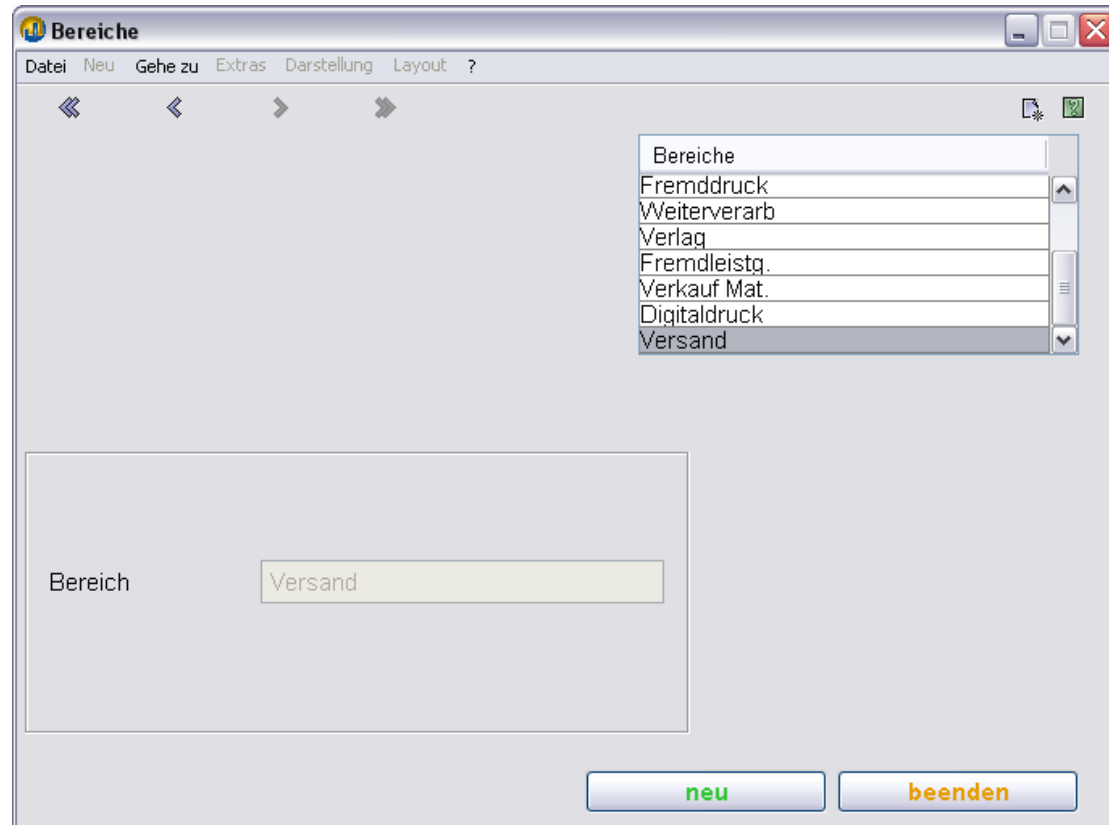 Bereiche
Datei Neu Gehe zu Extras Darstellung Layout ?
Bereiche
Fremddruck
Weiterverarb
Verlag
Fremdleistg.
Verkauf Mat.
Digitaldruck
Versand
Bereich Versand
neu beenden